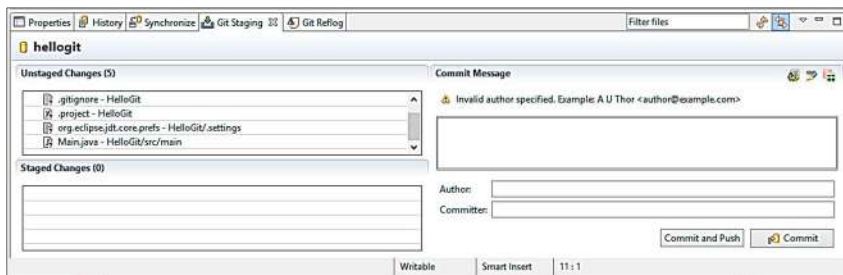 Properties History Synchronize Git Staging Git Reflog Filter files
hellogit
Unstaged Changes (5)
.gitignore - HelloGit
.project - HelloGit
org.eclipse.jdt.core.prefs - HelloGit/.settings
Main.java - HelloGit/src/main
Staged Changes (0)
Commit Message
Invalid author specified. Example: A U Thor <author@example.com>
Author:
Committer:
Commit and Push Commit
Writable Smart Insert 11 : 1